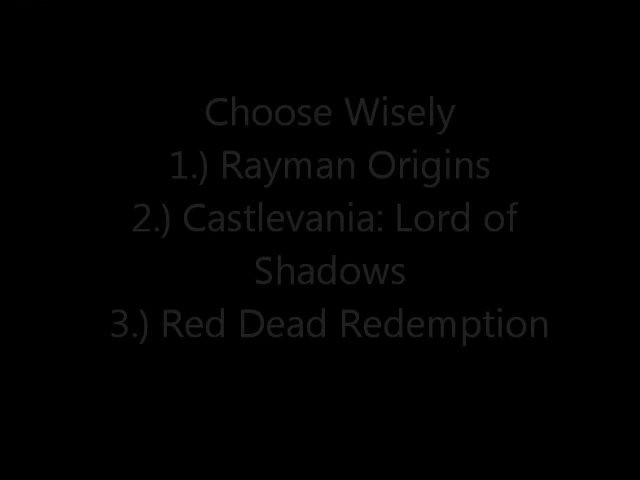 Choose Wisely
1.) Rayman Origins
2.) Castlevania: Lord of
Shadows
3.) Red Dead Redemption